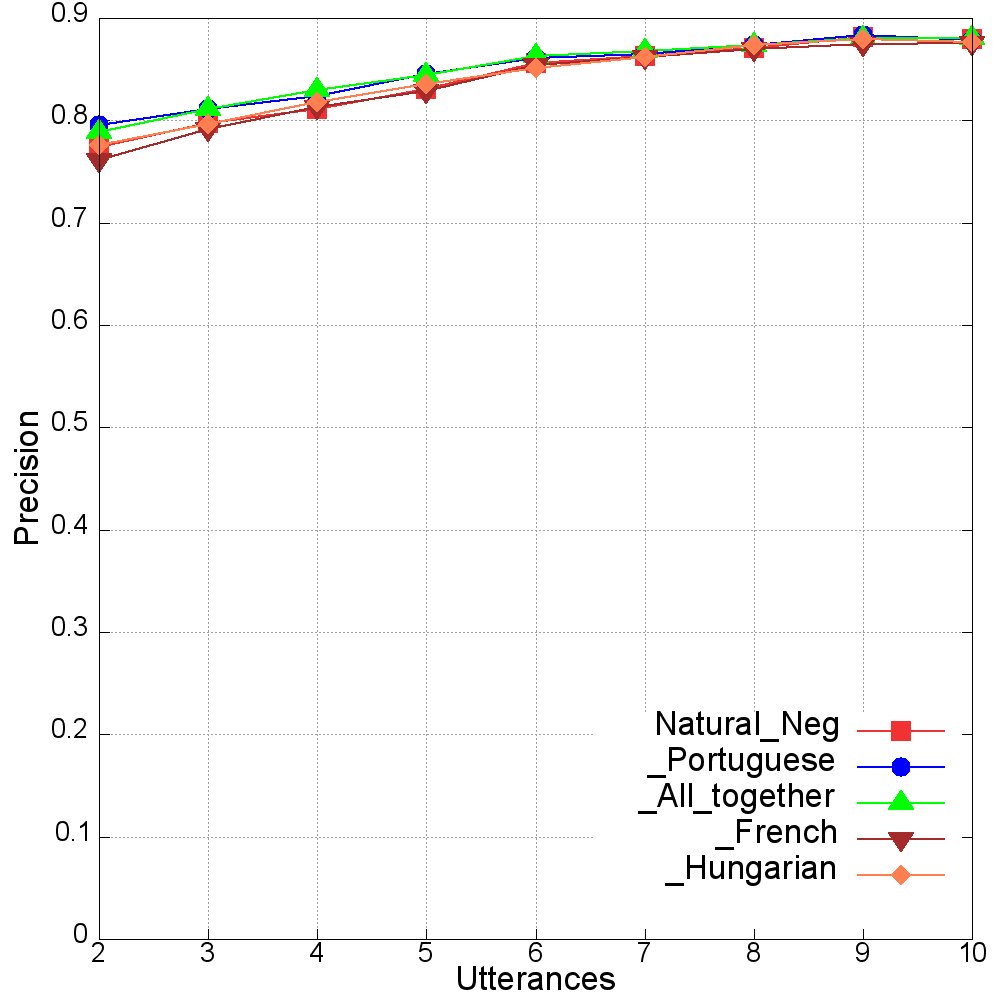 0.9
0.8
0.7
0.6
0.5
0.4
0.3
0.2
0.1
0
Precision
Natural_Neg
_Portuguese
_All_together
_French
_Hungarian
2 3 4 5 6 7 8 9 10
Utterances